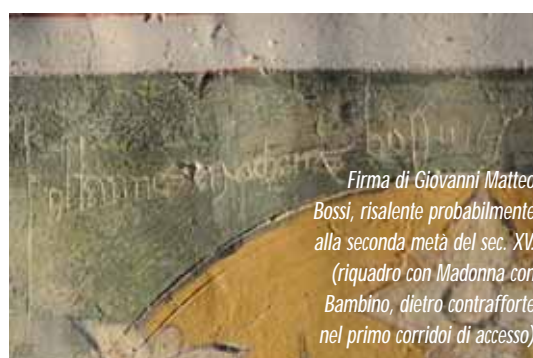 Firma di Giovanni Matteo
Bossi, risalente probabilmente
alla seconda metà del sec. XV.
(riquadro con Madonna con
Bambino, dietro contrafforte
nel primo corridoi di accesso)